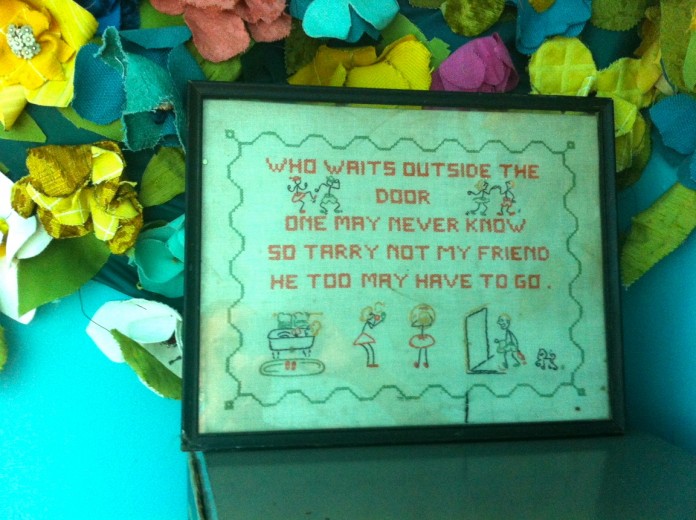 WHO WAITS OUTSIDE THE
DOOR
ONE MAY NEVER KNOW
SO TARRY NOT MY FRIEND
HE TOO MAY HAVE TO GO.